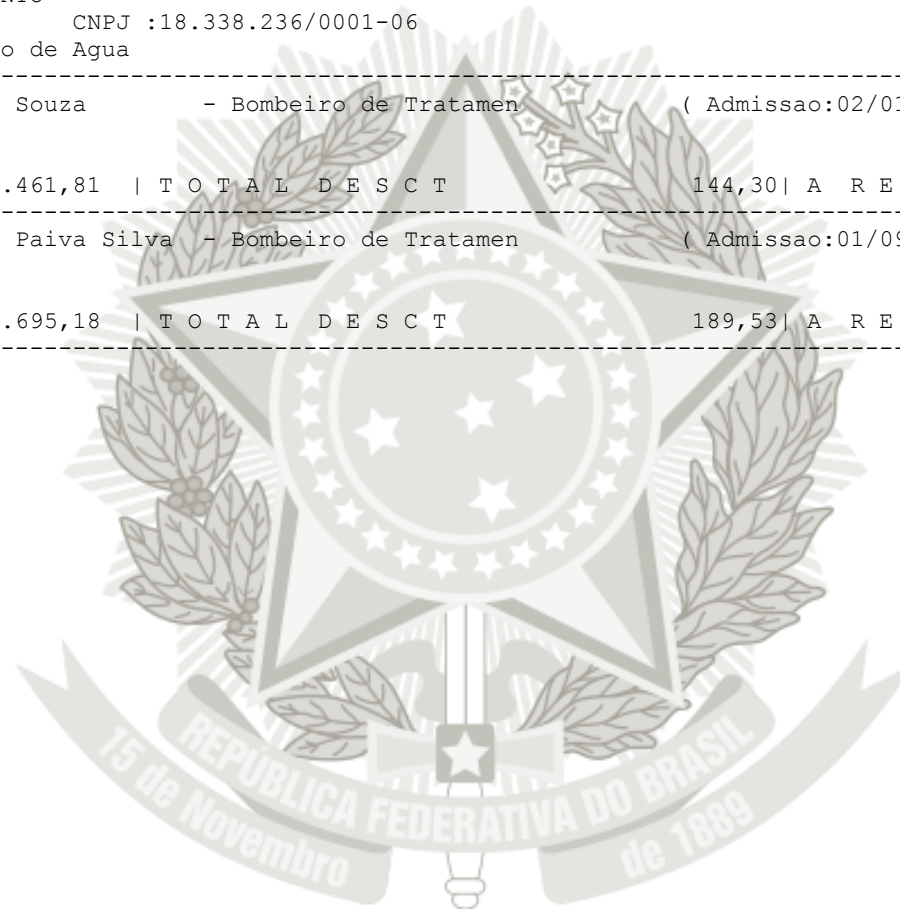 CNPJ :18.338.236/0001-06
o de Agua
Souza - Bombeiro de Tratamen ( Admissao:02/01
.461,81 | T O T A L D E S C T 144,30| A R E
Paiva Silva - Bombeiro de Tratamen ( Admissao:01/09
.695,18 | T O T A L D E S C T 189,53| A R E
REPÚBLICA FEDERATIVA DO BRASIL
15 de Novembro de 1889